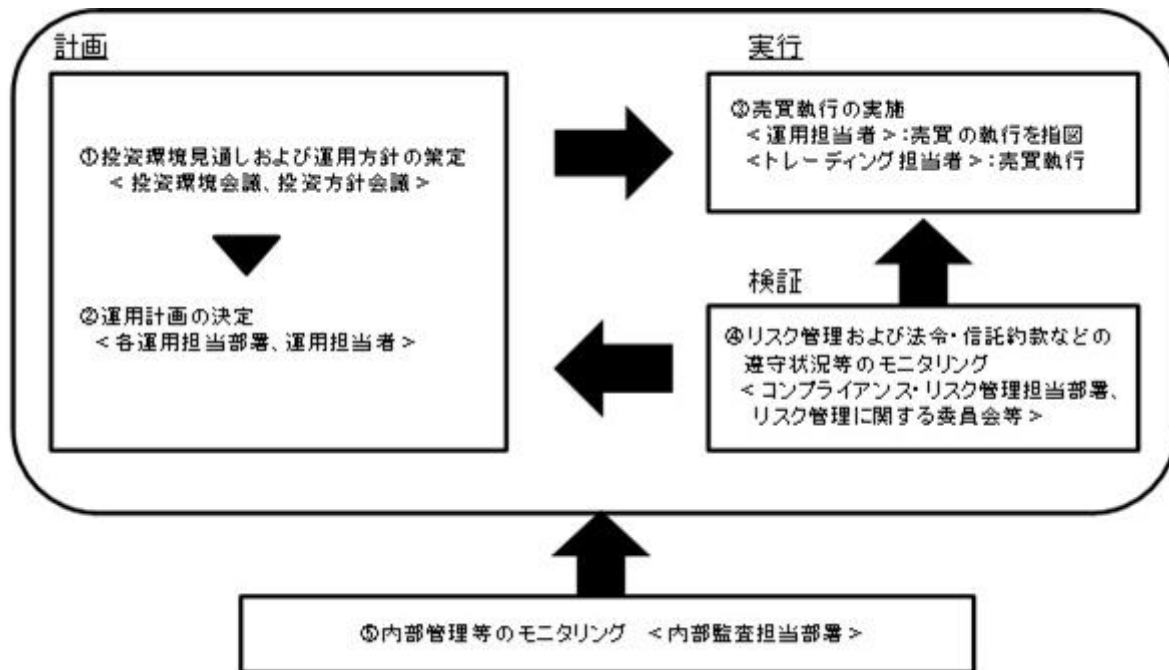 計画
①投資環境見通しおよび運用方針の策定
＜投資環境会議、投資方針会議＞
②運用計画の決定
＜各運用担当部署、運用担当者＞
実行
③売買執行の実施
＜運用担当者＞：売買の執行を指図
＜トレーディング担当者＞：売買執行
検証
④リスク管理および法令・信託約款などの
遵守状況等のモニタリング
＜コンプライアンス・リスク管理担当部署、
リスク管理に関する委員会等＞
⑤内部管理等のモニタリング　＜内部監査担当部署＞